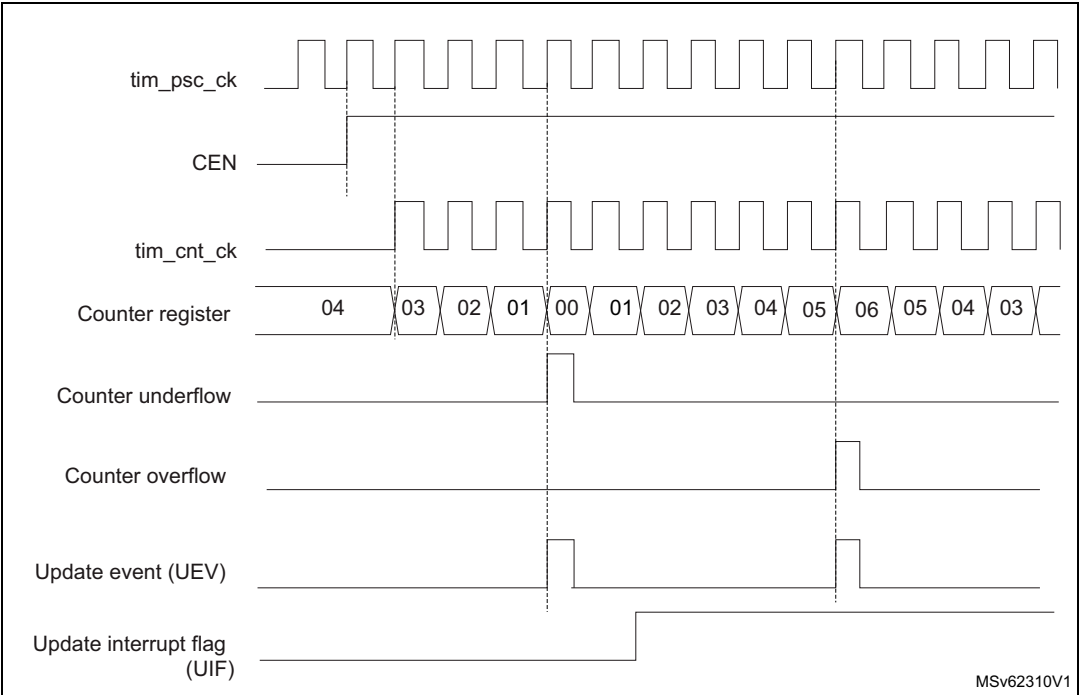 tim_psc_ck
CEN
tim_cnt_ck
Counter register
04 03 02 01 00 01 02 03 04 05 06 05 04 03
Counter underflow
Counter overflow
Update event (UEV)
Update interrupt flag
(UIF)
MSv62310V1